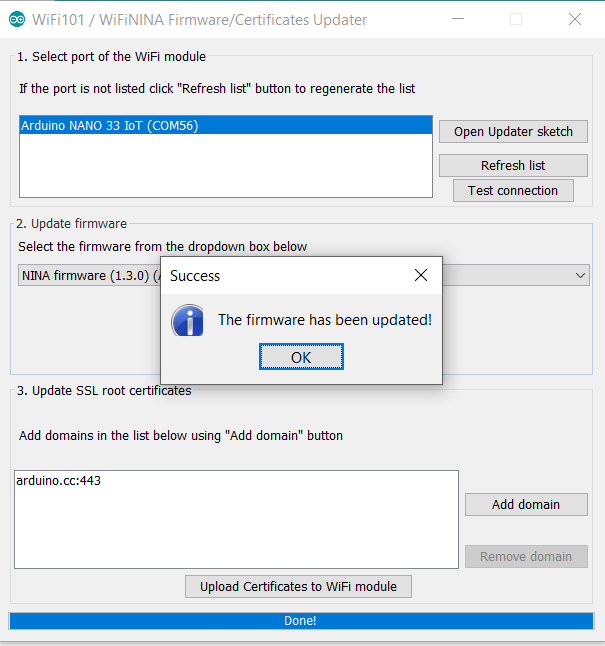 WiFi101 / WiFiNINA Firmware/Certificates Updater
1. Select port of the WiFi module
If the port is not listed click "Refresh list" button to regenerate the list
Arduino NANO 33 IoT (COM56)
Open Updater sketch
Refresh list
Test connection
2. Update firmware
Select the firmware from the dropdown box below
NINA firmware (1.3.0)
Success
The firmware has been updated!
OK
3. Update SSL root certificates
Add domains in the list below using "Add domain" button
arduino.cc:443
Add domain
Remove domain
Upload Certificates to WiFi module
Done!